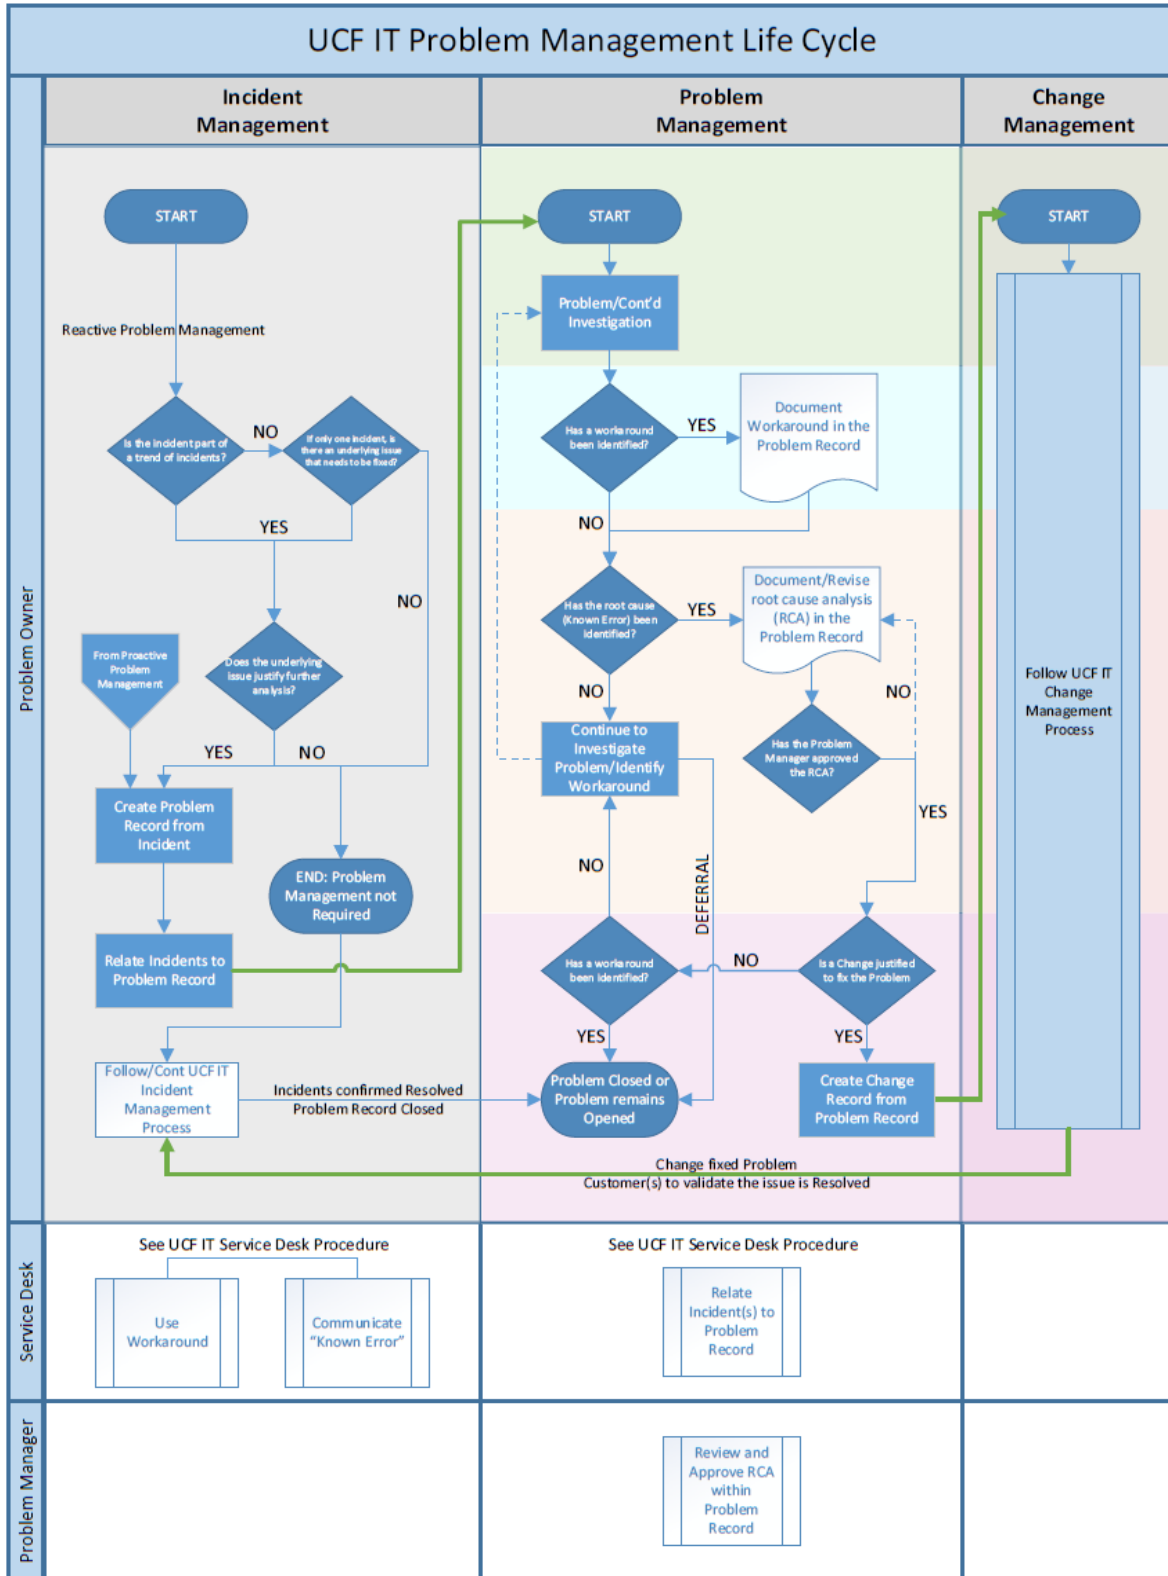 UCF IT Problem Management Life Cycle
Incident
Management
Problem
Management
Change
Management
Problem Owner
START
Reactive Problem Management
Is the incident part of
a trend of incidents?
NO
If only one incident, is
there an underlying issue
that needs to be fixed?
YES
NO
From Proactive
Problem
Management
Does the underlying
issue justify further
analysis?
YES
NO
Create Problem
Record from
Incident
END: Problem
Management not
Required
Relate Incidents to
Problem Record
Follow/Cont UCF IT
Incident
Management
Process
Incidents confirmed Resolved
Problem Record Closed
START
Problem/Cont'd
Investigation
Has a workaround
been identified?
YES
Document
Workaround in the
Problem Record
NO
Has the root cause
(Known Error) been
identified?
YES
Document/Revise
root cause analysis
(RCA) in the
Problem Record
NO
NO
Continue to
Investigate
Problem/Identify
Workaround
Has the Problem
Manager approved
the RCA?
YES
NO
DEFERRAL
Has a workaround
been identified?
NO
Is a Change justified
to fix the Problem
YES
YES
Problem Closed or
Problem remains
Opened
Create Change
Record from
Problem Record
Change fixed Problem
Customer(s) to validate the issue is Resolved
START
Follow UCF IT
Change
Management
Process
Service Desk
See UCF IT Service Desk Procedure
Use
Workaround
Communicate
“Known Error”
See UCF IT Service Desk Procedure
Relate
Incident(s) to
Problem
Record
Problem Manager
Review and
Approve RCA
within
Problem
Record